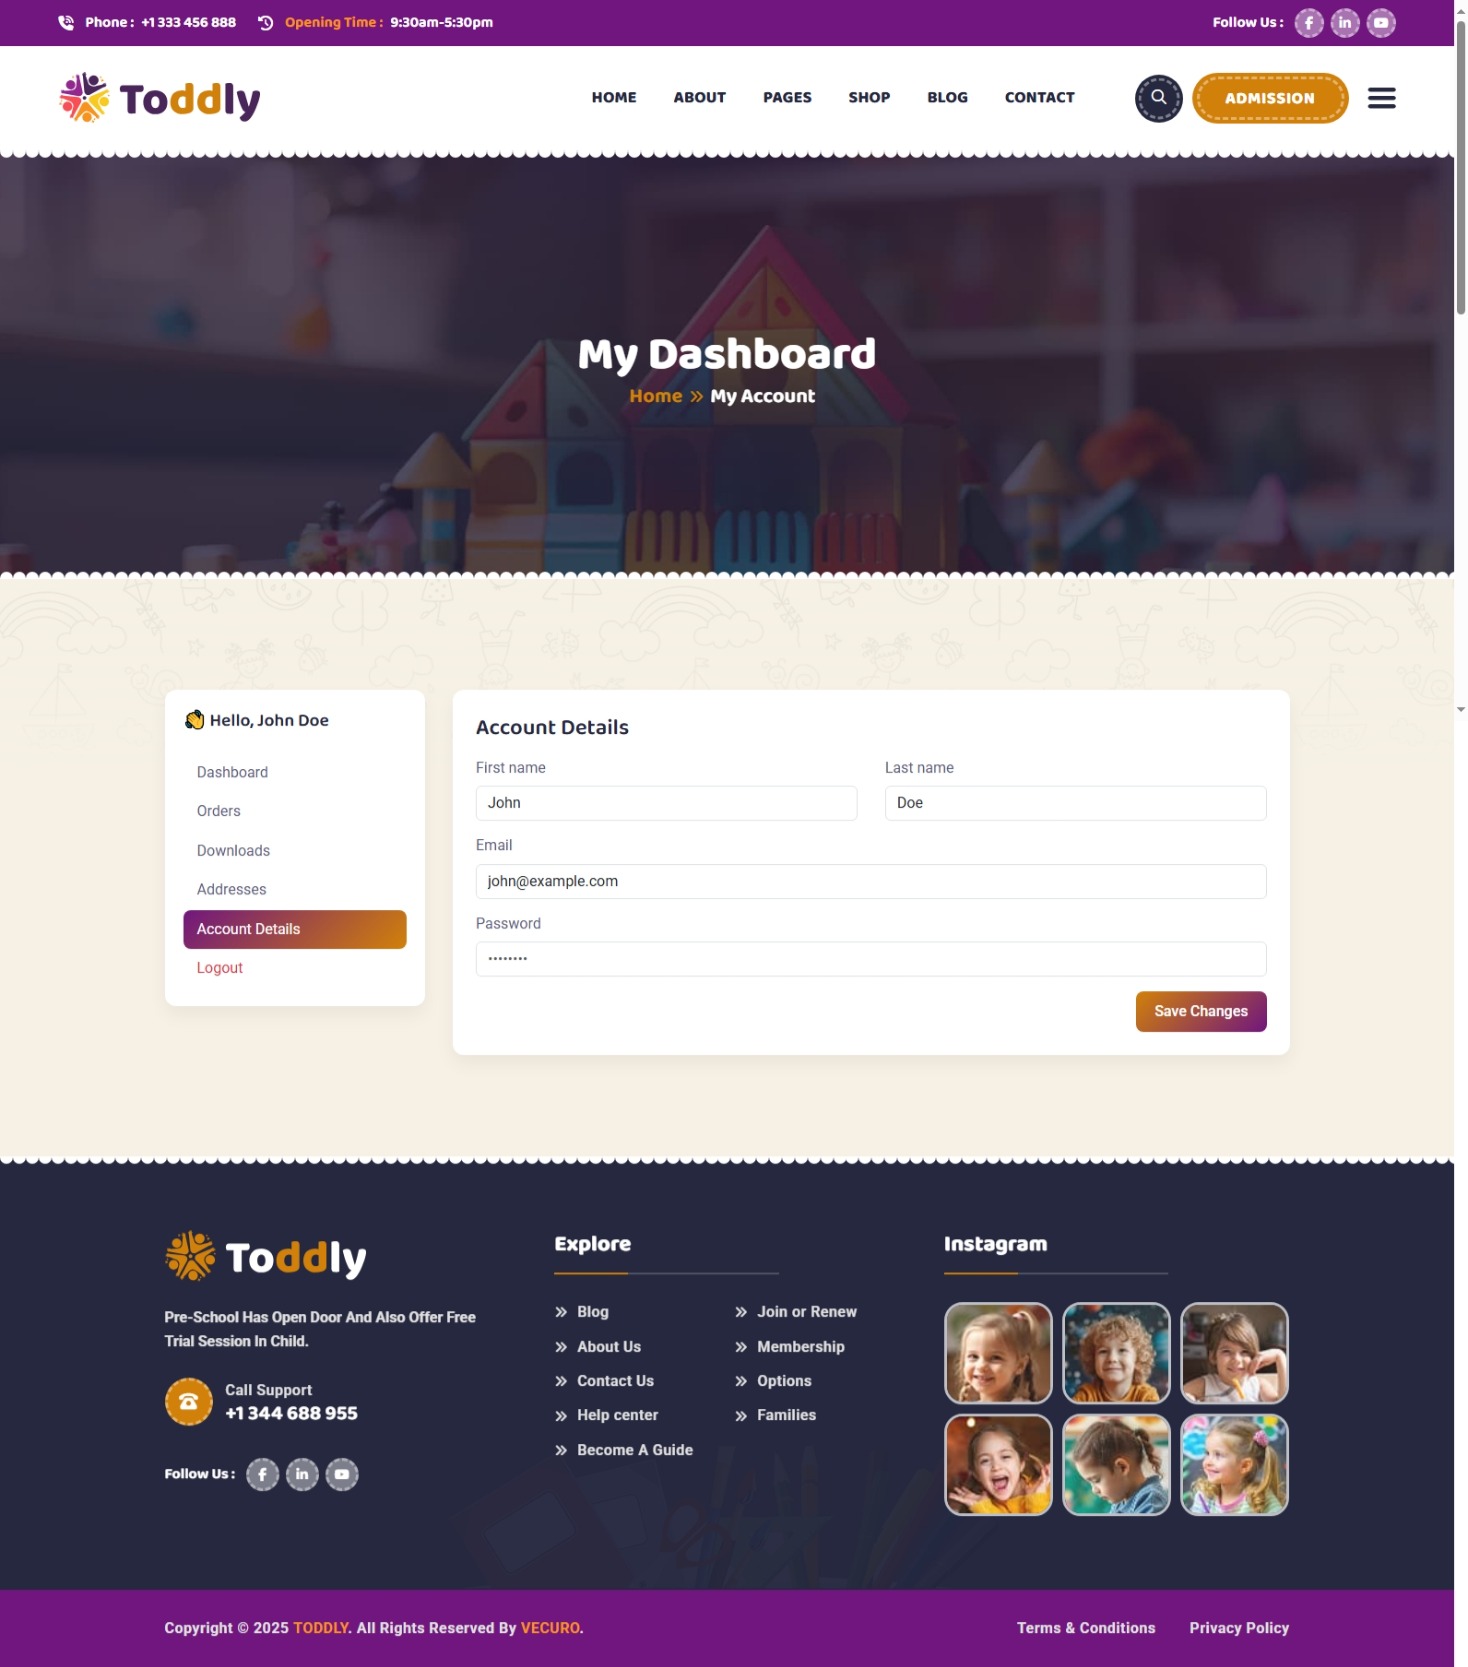 Phone : +1 333 456 888 Opening Time : 9:30am-5:30pm Follow Us :
Toddly
HOME ABOUT PAGES SHOP BLOG CONTACT ADMISSION
My Dashboard
Home » My Account
Hello, John Doe
Dashboard
Orders
Downloads
Addresses
Account Details
Logout
Account Details
First name Last name
John Doe
Email
john@example.com
Password
••••••••
Save Changes
Toddly
Pre-School Has Open Door And Also Offer Free
Trial Session In Child.
Call Support
+1 344 688 955
Follow Us :
Explore
Blog
About Us
Contact Us
Help center
Become A Guide
Join or Renew
Membership
Options
Families
Instagram
Copyright © 2025 TODDLY. All Rights Reserved By VECURO.
Terms & Conditions Privacy Policy